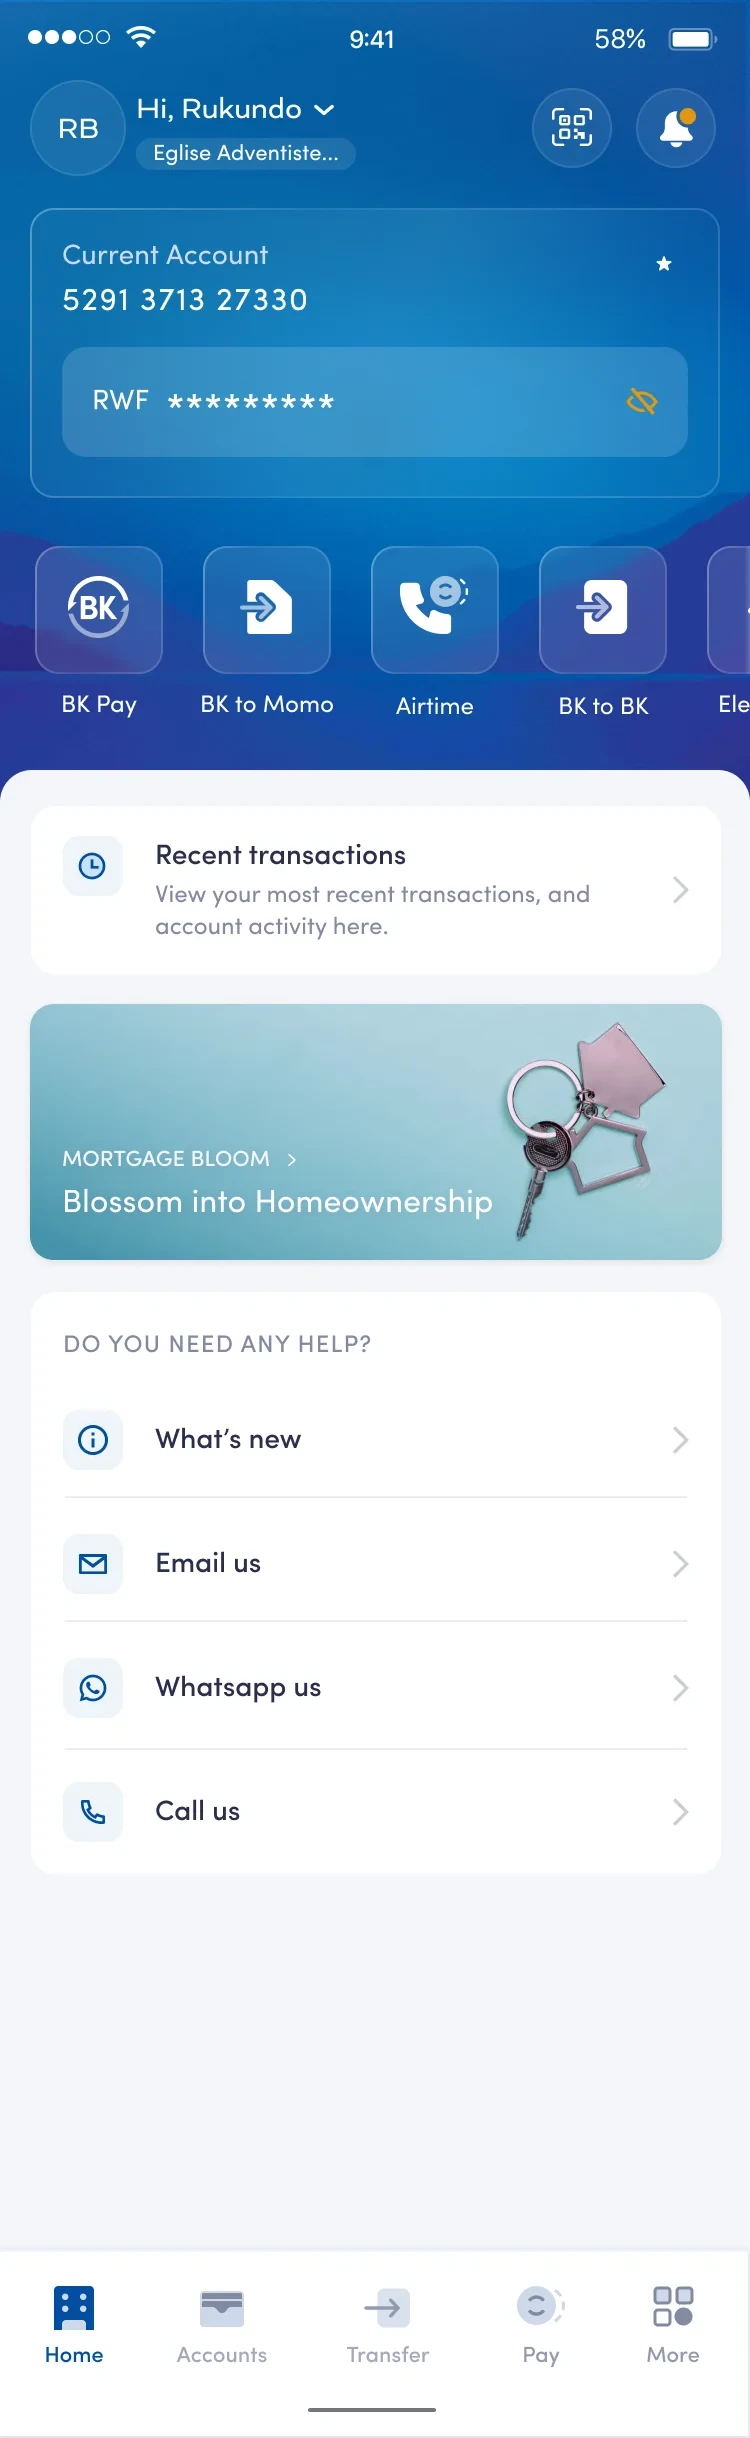 9:41
58%
RB
Hi, Rukundo
Eglise Adventiste...
Current Account
5291 3713 27330
RWF *********
BK
BK Pay
BK to Momo
Airtime
BK to BK
Ele
Recent transactions
View your most recent transactions, and
account activity here.
MORTGAGE BLOOM >
Blossom into Homeownership
DO YOU NEED ANY HELP?
What’s new
Email us
Whatsapp us
Call us
Home
Accounts
Transfer
Pay
More